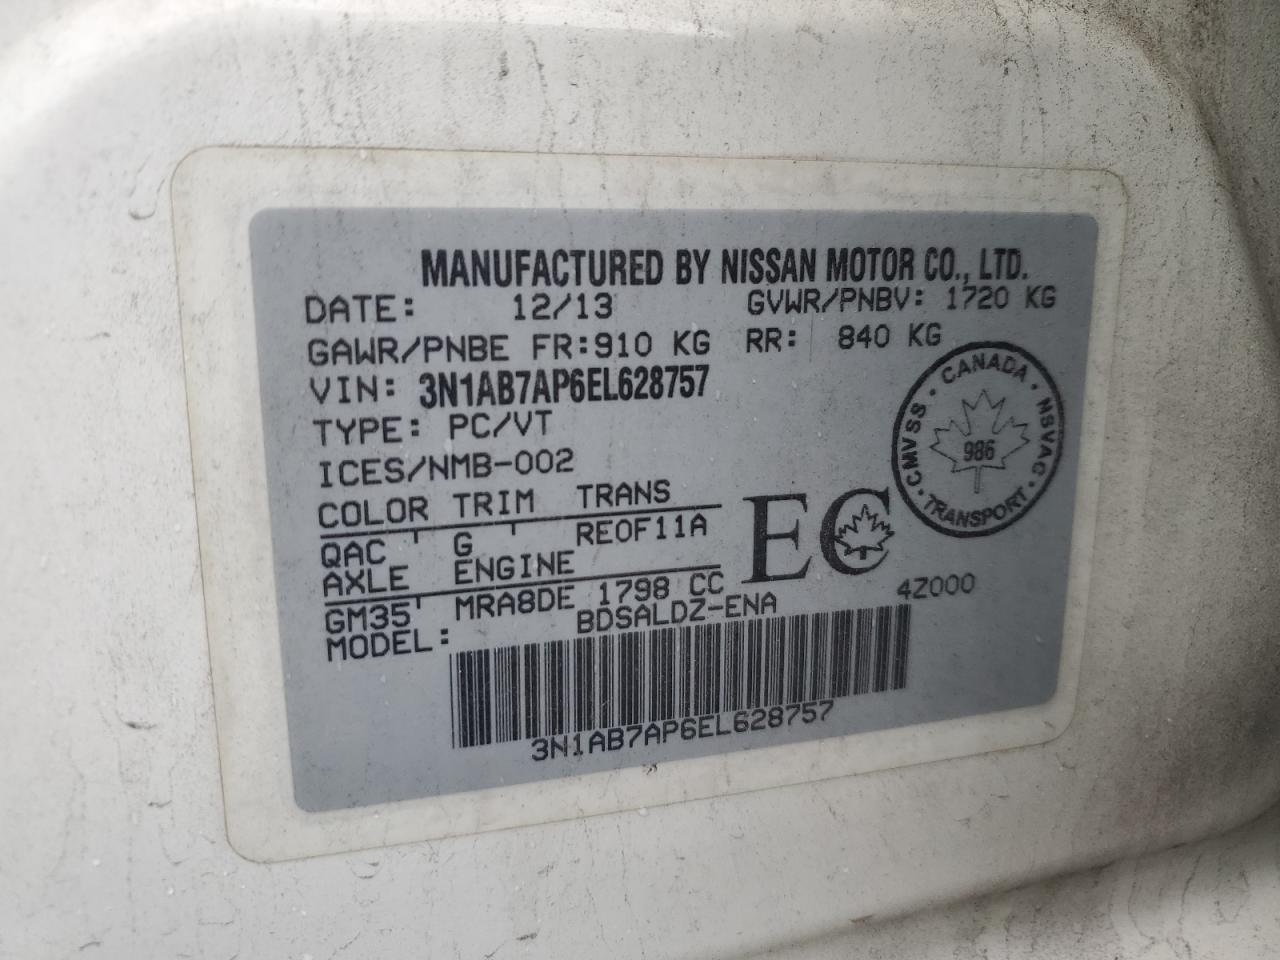 MANUFACTURED BY NISSAN MOTOR CO., LTD.
DATE: 12/13 GVWR/PNBV: 1720 KG
GAWR/PNBE FR:910 KG RR: 840 KG
VIN: 3N1AB7AP6EL628757
TYPE: PC/VT
ICES/NMB-002
COLOR TRIM TRANS
QAC G RE0F11A
AXLE ENGINE
GM35 MRA8DE 1798 CC
MODEL: BDSALDZ-ENA
CANADA · NSVAC · TRANSPORT · CMVSS ·
986
EC
4Z000
3N1AB7AP6EL628757